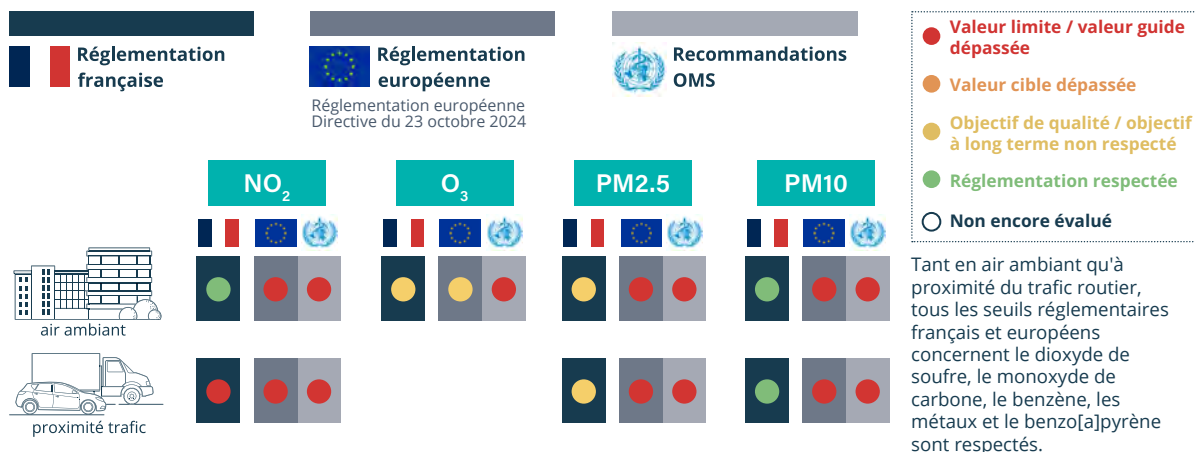 Réglementation
française
Réglementation
européenne
Réglementation européenne
Directive du 23 octobre 2024
Recommandations
OMS
Valeur limite / valeur guide
dépassée
Valeur cible dépassée
Objectif de qualité / objectif
à long terme non respecté
Réglementation respectée
Non encore évalué
NO₂
O₃
PM2.5
PM10
air ambiant
proximité trafic
Tant en air ambiant qu'à
proximité du trafic routier,
tous les seuils réglementaires
français et européens
concernent le dioxyde de
soufre, le monoxyde de
carbone, le benzène, les
métaux et le benzo[a]pyrène
sont respectés.